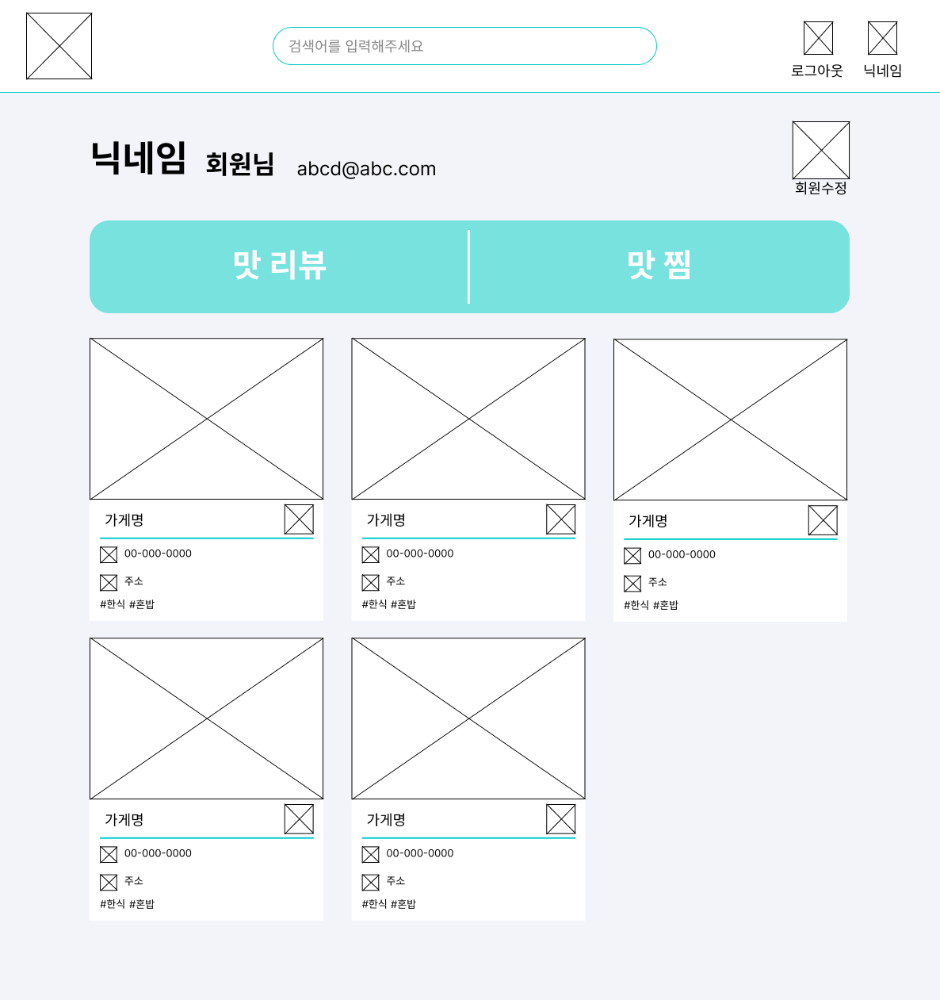 검색어를 입력해주세요
로그아웃 닉네임
닉네임 회원님 abcd@abc.com
회원수정
맛 리뷰 맛 찜
가게명
00-000-0000
주소
#한식 #혼밥
가게명
00-000-0000
주소
#한식 #혼밥
가게명
00-000-0000
주소
#한식 #혼밥
가게명
00-000-0000
주소
#한식 #혼밥
가게명
00-000-0000
주소
#한식 #혼밥